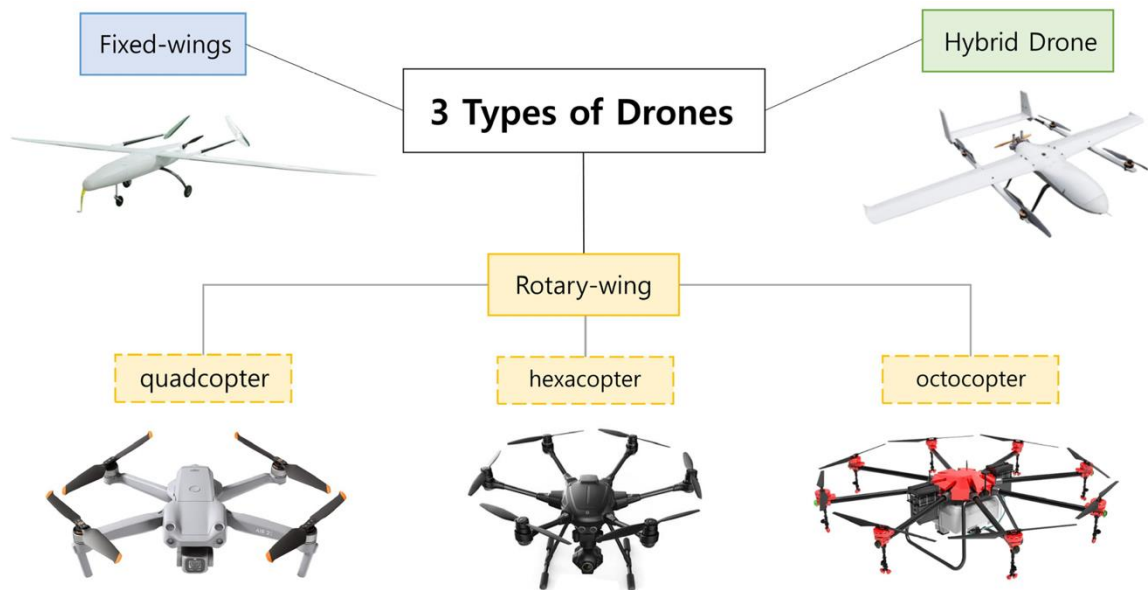 Fixed-wings
Hybrid Drone
3 Types of Drones
Rotary-wing
quadcopter
hexacopter
octocopter